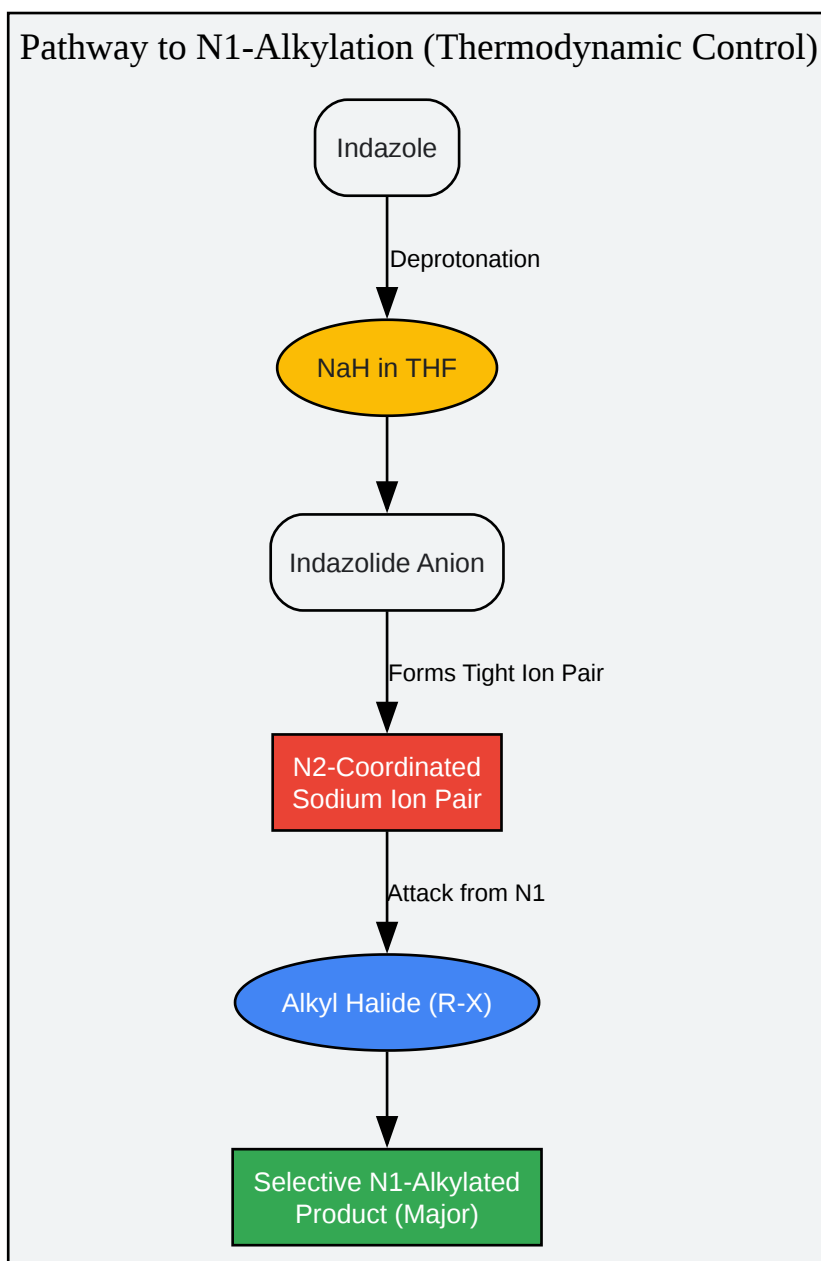 Pathway to N1-Alkylation (Thermodynamic Control)
Indazole
Deprotonation
NaH in THF
Indazolide Anion
Forms Tight Ion Pair
N2-Coordinated
Sodium Ion Pair
Attack from N1
Alkyl Halide (R-X)
Selective N1-Alkylated
Product (Major)